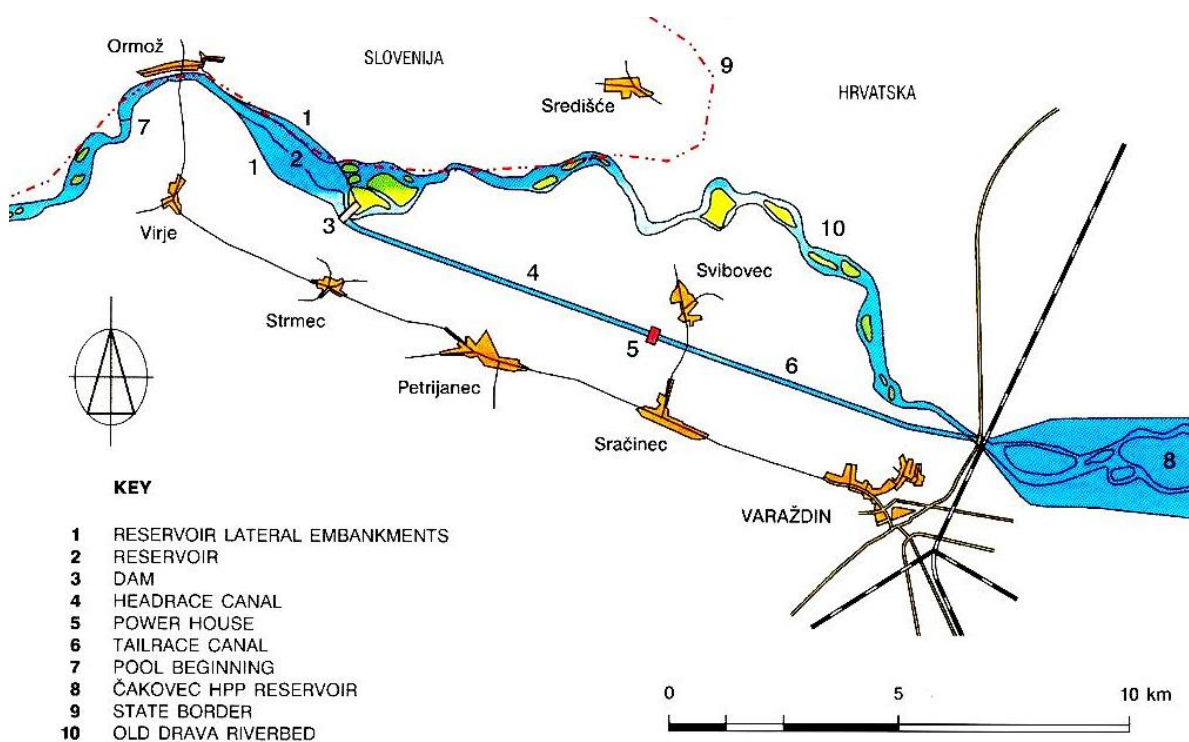 Ormož
SLOVENIJA
9
Središće
HRVATSKA
7
1
2
1
Virje
3
10
4
Svibovec
Strmec
5
6
Petrijanec
Sračinec
8
VARAŽDIN
KEY
1 RESERVOIR LATERAL EMBANKMENTS
2 RESERVOIR
3 DAM
4 HEADRACE CANAL
5 POWER HOUSE
6 TAILRACE CANAL
7 POOL BEGINNING
8 ČAKOVEC HPP RESERVOIR
9 STATE BORDER
10 OLD DRAVA RIVERBED
0 5 10 km